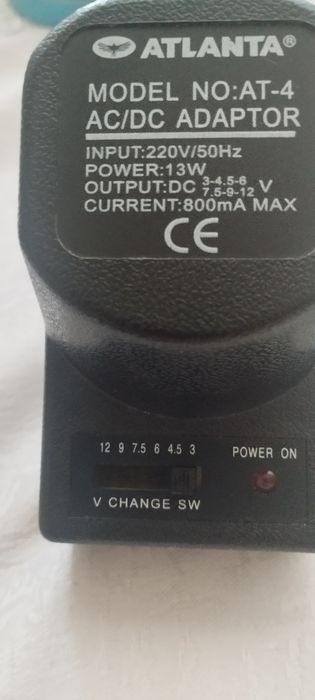 ATLANTA®
MODEL NO:AT-4
AC/DC ADAPTOR
INPUT:220V/50Hz
POWER:13W
OUTPUT:DC 3-4.5-6 7.5-9-12 V
CURRENT:800mA MAX
CE
12 9 7.5 6 4.5 3 POWER ON
V CHANGE SW